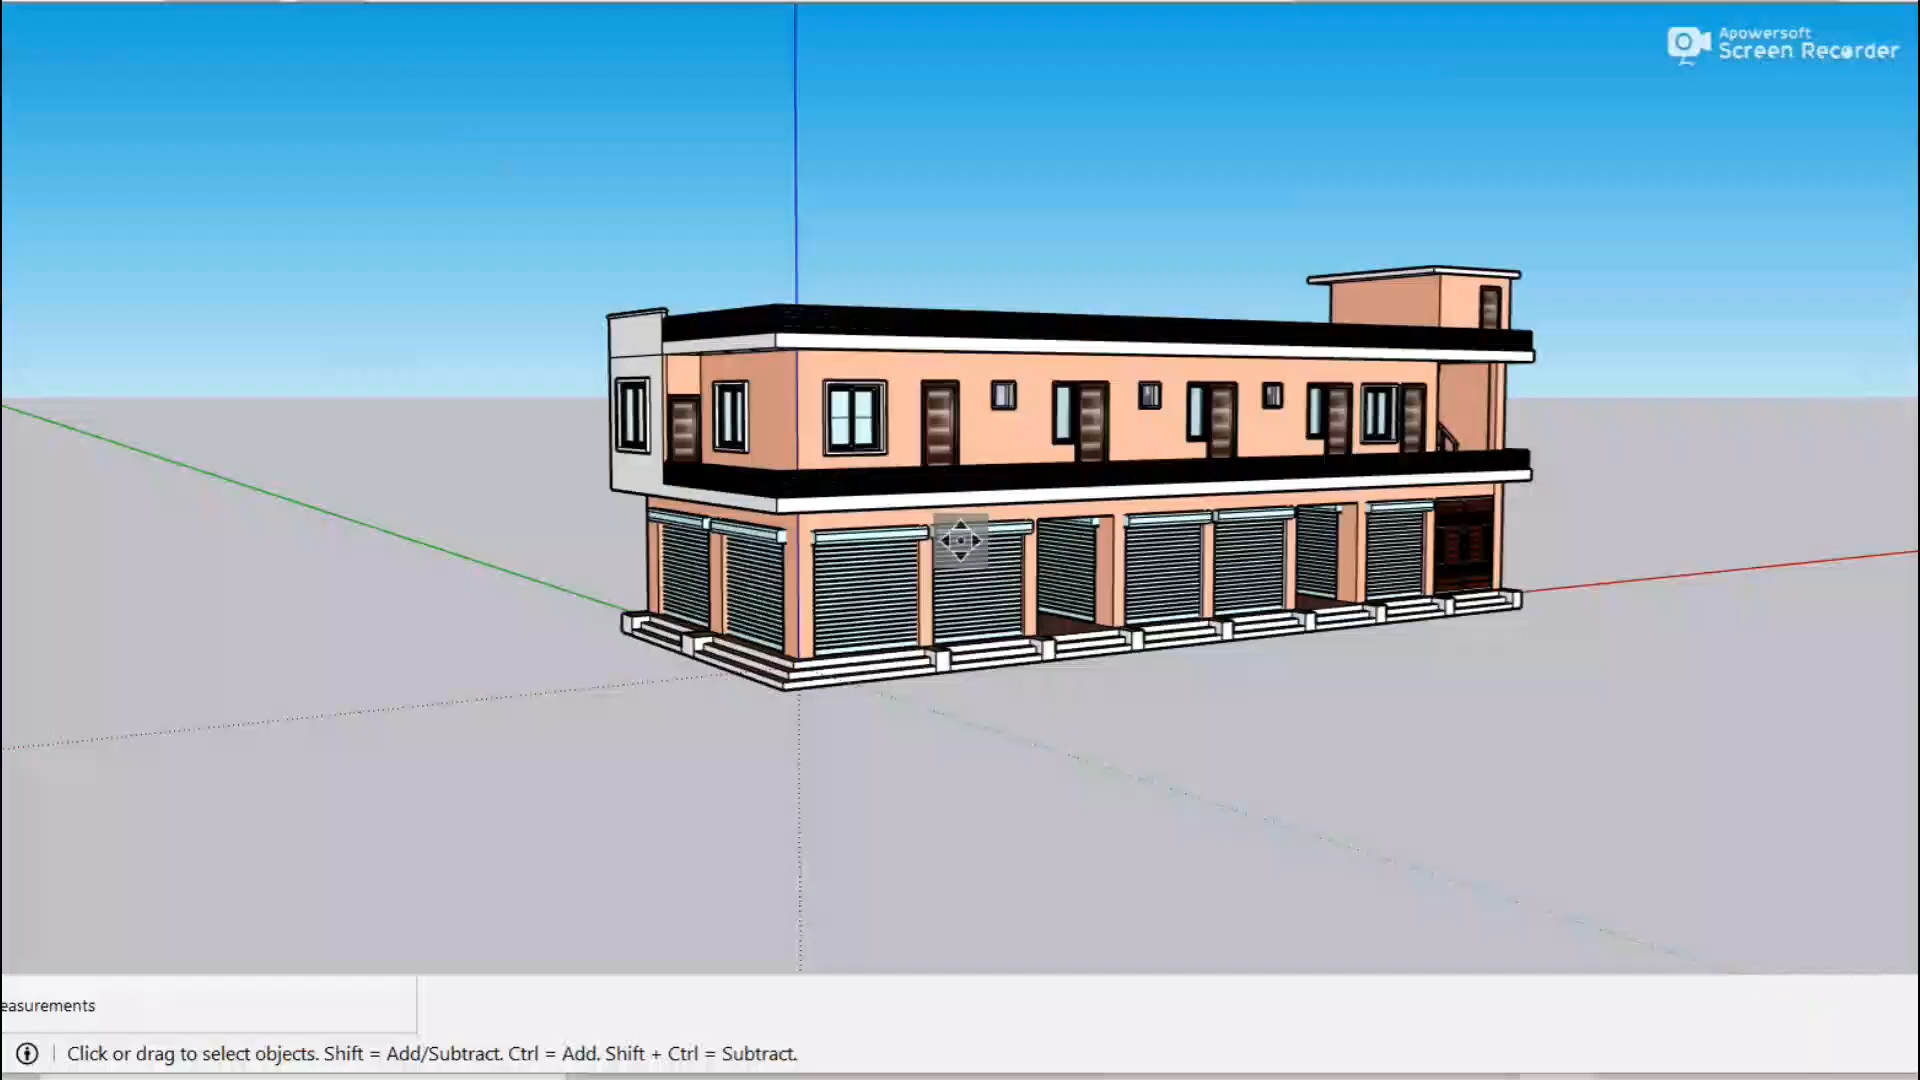 Apowersoft
Screen Recorder
easurements
Click or drag to select objects. Shift = Add/Subtract. Ctrl = Add. Shift + Ctrl = Subtract.